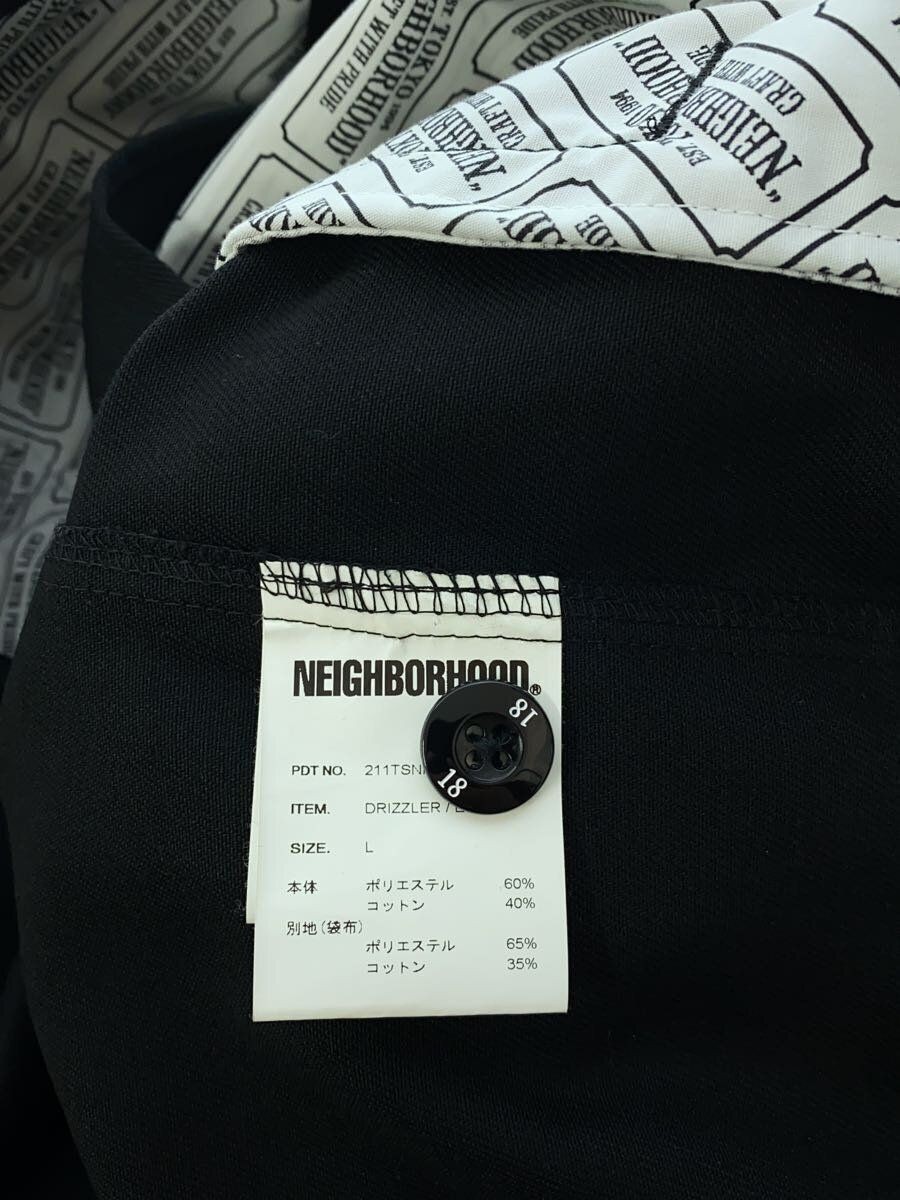 EST. TOKYO 1994
"NEIGHBORHOOD"
CRAFT WITH PRIDE
NEIGHBORHOOD®
18
18
PDT NO.
ITEM. DRIZZLER /
SIZE. L
本体 ポリエステル 60%
コットン 40%
別地(袋布)
ポリエステル 65%
コットン 35%